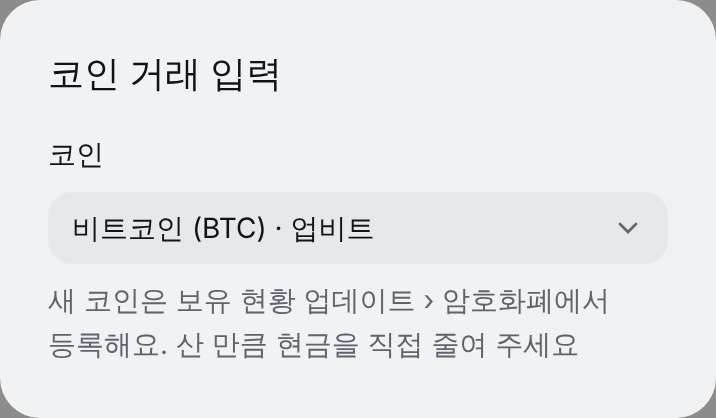 코인 거래 입력
코인
비트코인 (BTC) · 업비트
새 코인은 보유 현황 업데이트 › 암호화폐에서
등록해요. 산 만큼 현금을 직접 줄여 주세요